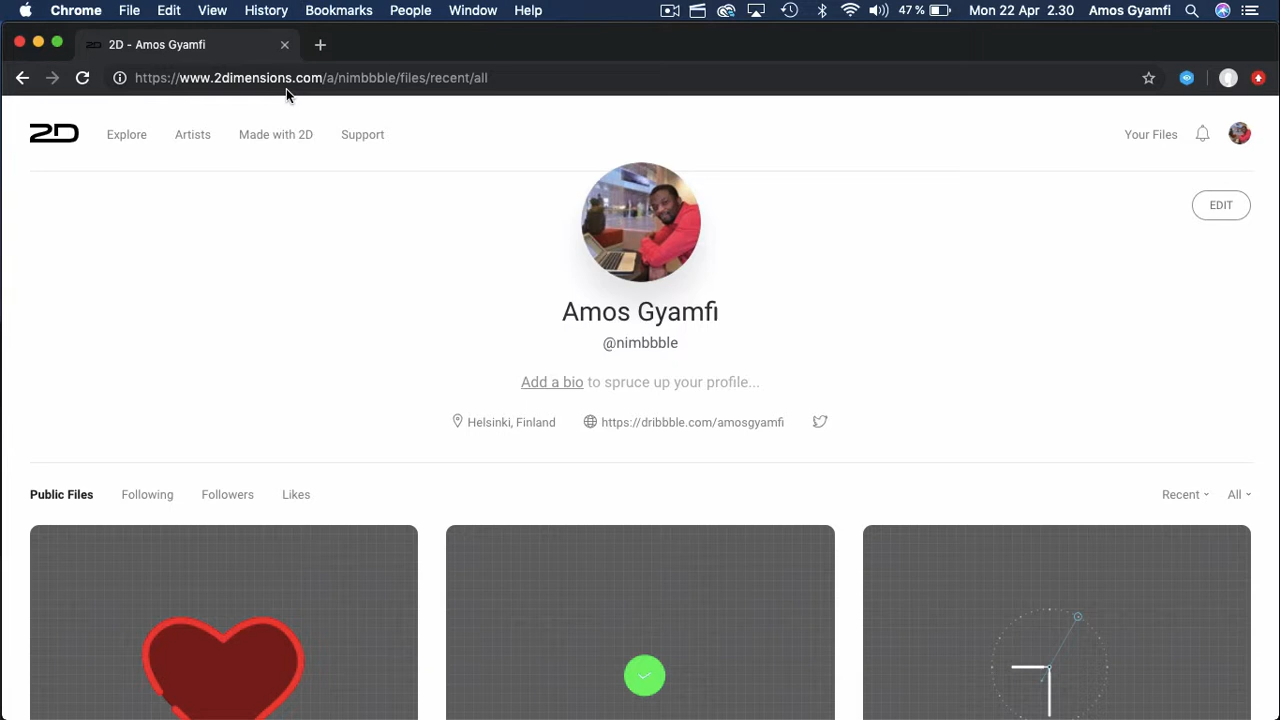 Chrome File Edit View History Bookmarks People Window Help 47% Mon 22 Apr 2.30 Amos Gyamfi
2D - Amos Gyamfi
https://www.2dimensions.com/a/nimbbble/files/recent/all
2D Explore Artists Made with 2D Support Your Files
EDIT
Amos Gyamfi
@nimbbble
Add a bio to spruce up your profile...
Helsinki, Finland https://dribbble.com/amosgyamfi
Public Files Following Followers Likes Recent All